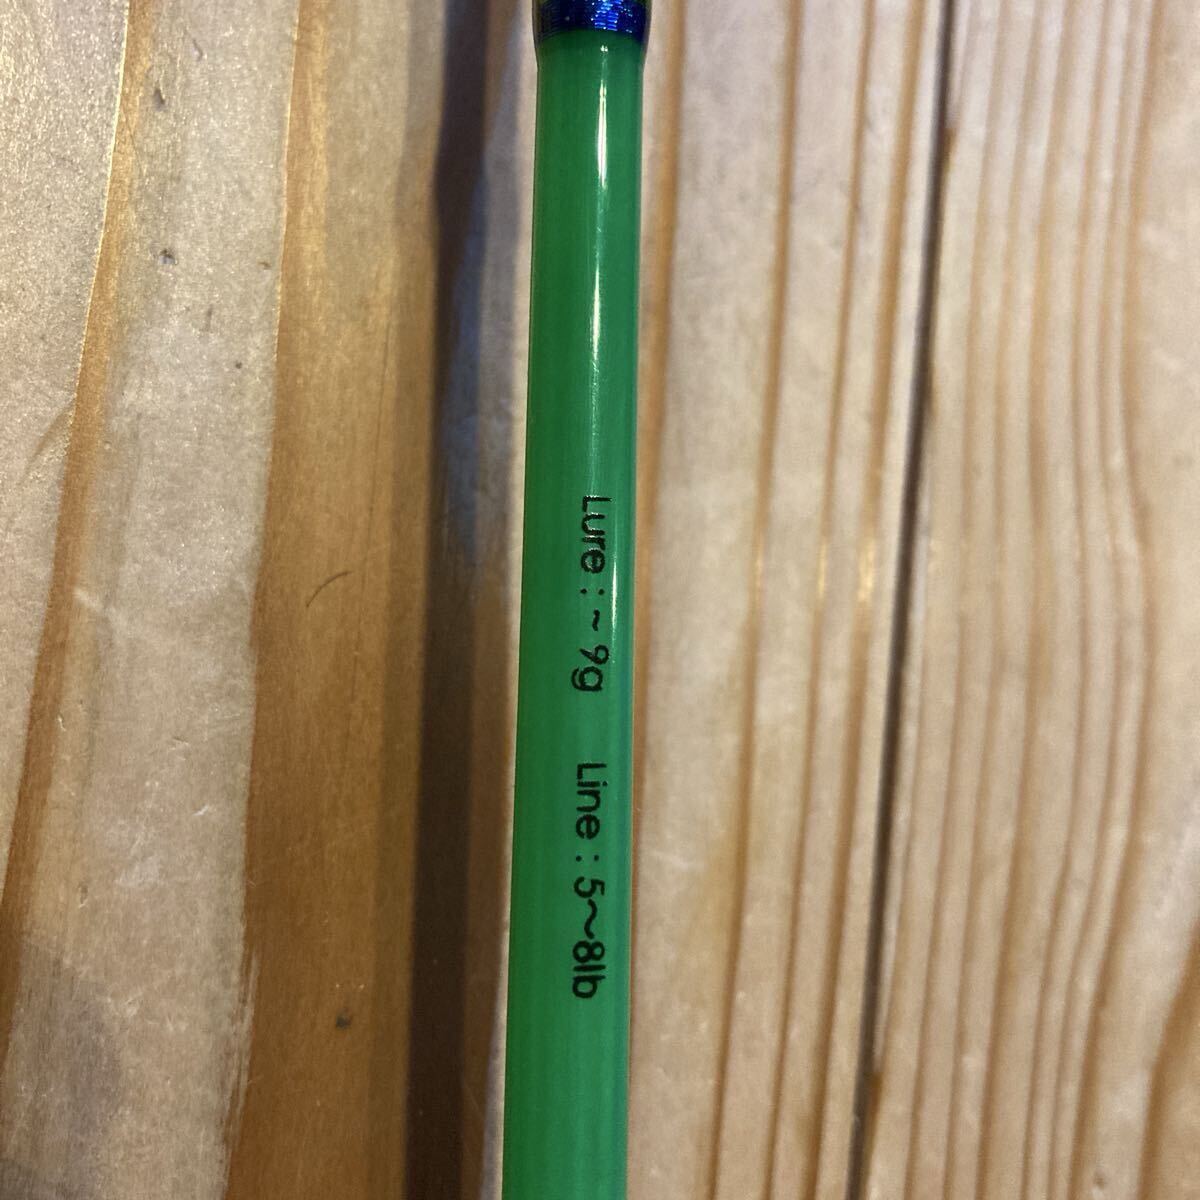 Lure : ~ 9g Line : 5～8lb